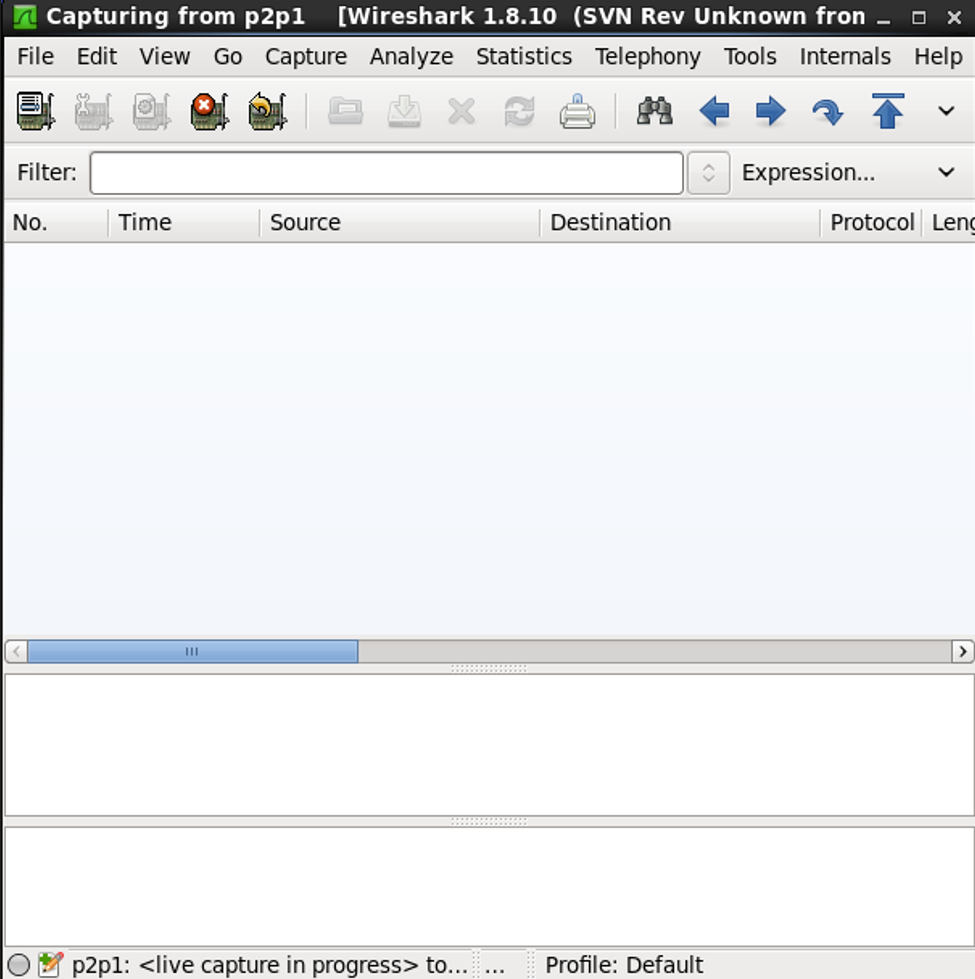 Capturing from p2p1 [Wireshark 1.8.10 (SVN Rev Unknown fron
File Edit View Go Capture Analyze Statistics Telephony Tools Internals Help
Filter: Expression...
No. Time Source Destination Protocol Leng
p2p1: <live capture in progress> to... ... Profile: Default